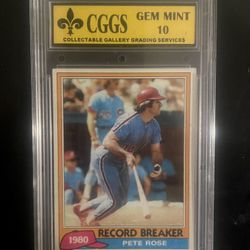 CGGS
GEM MINT
10
COLLECTABLE GALLERY GRADING SERVICES
1980
RECORD BREAKER
PETE ROSE